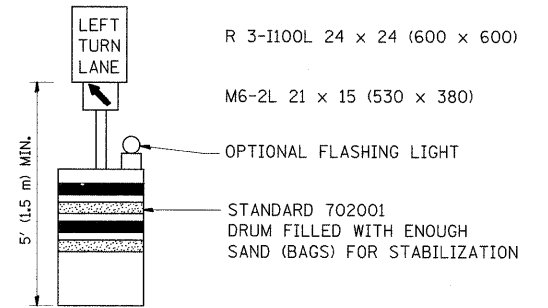 LEFT
TURN
LANE
R 3-I100L 24 x 24 (600 x 600)
M6-2L 21 x 15 (530 x 380)
5' (1.5 m) MIN.
OPTIONAL FLASHING LIGHT
STANDARD 702001
DRUM FILLED WITH ENOUGH
SAND (BAGS) FOR STABILIZATION